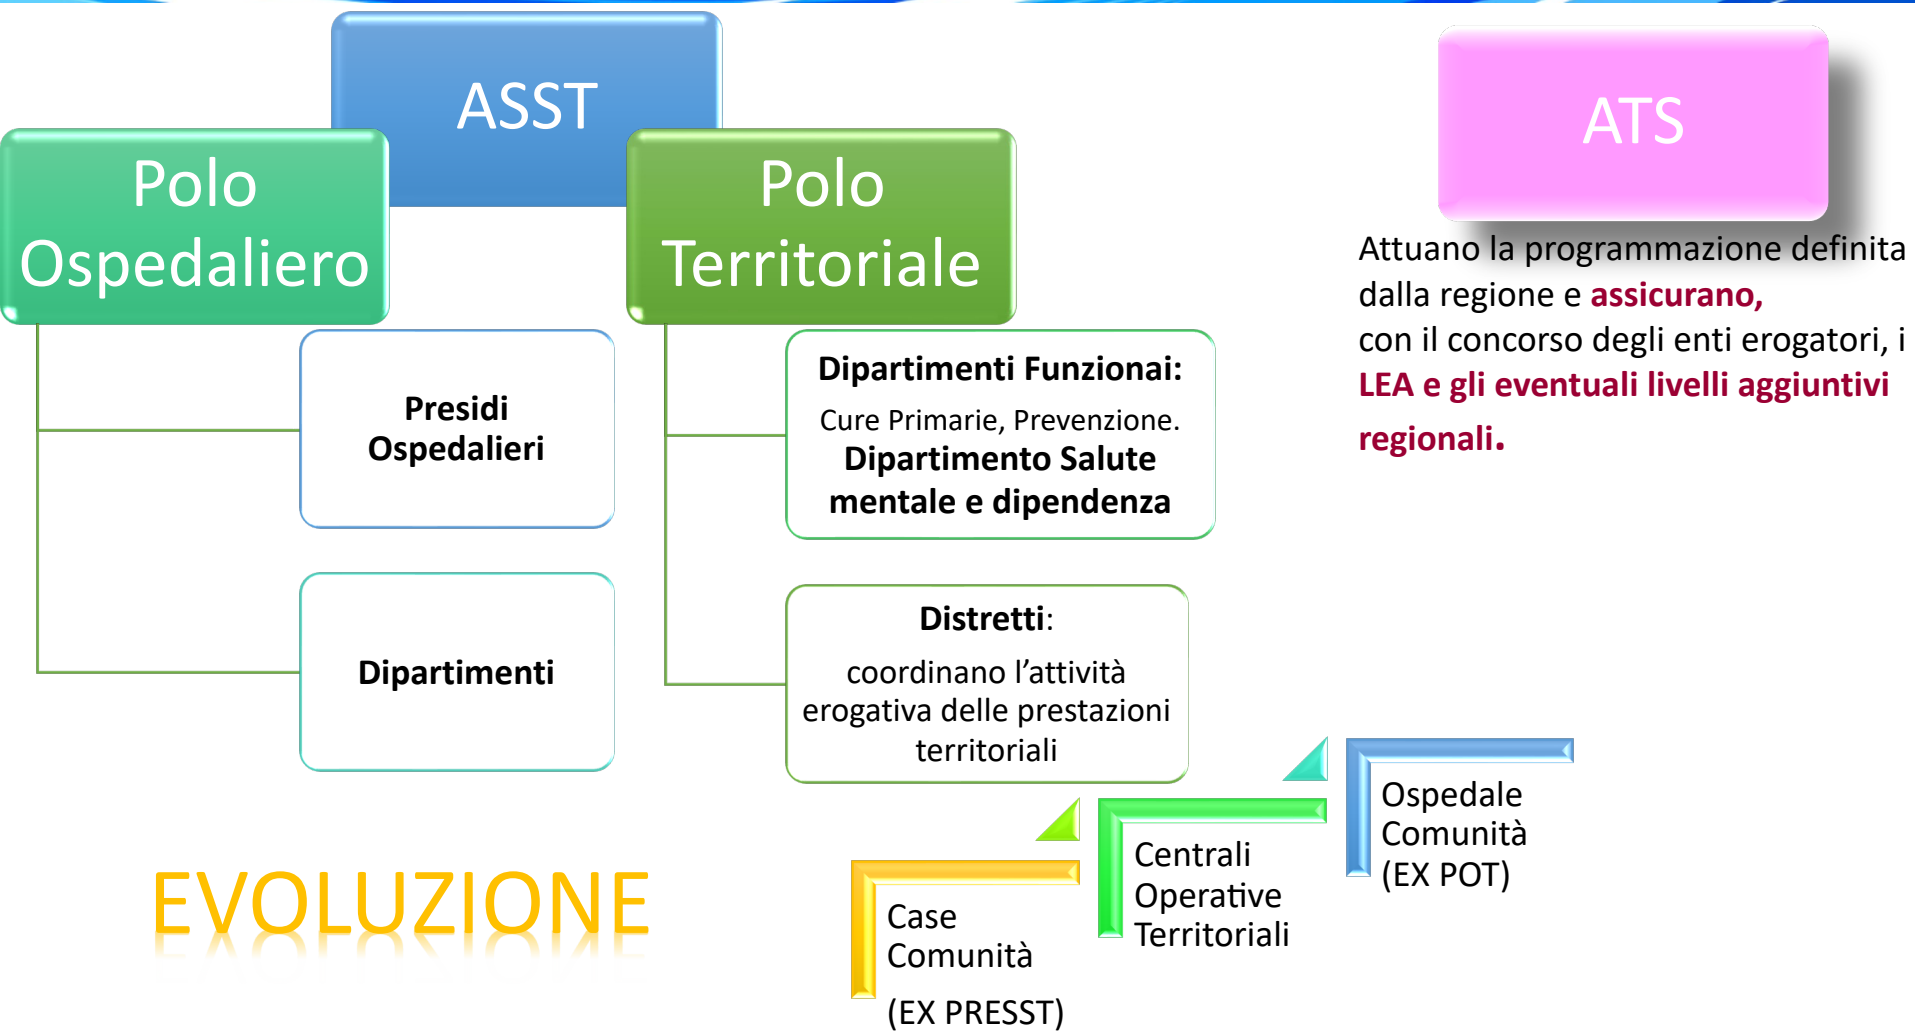 ASST
Polo
Ospedaliero
Presidi
Ospedalieri
Dipartimenti
Polo
Territoriale
Dipartimenti Funzionai:
Cure Primarie, Prevenzione.
Dipartimento Salute
mentale e dipendenza
Distretti:
coordinano l’attività
erogativa delle prestazioni
territoriali
ATS
Attuano la programmazione definita
dalla regione e assicurano,
con il concorso degli enti erogatori, i
LEA e gli eventuali livelli aggiuntivi
regionali.
EVOLUZIONE
Case
Comunità
(EX PRESST)
Centrali
Operative
Territoriali
Ospedale
Comunità
(EX POT)